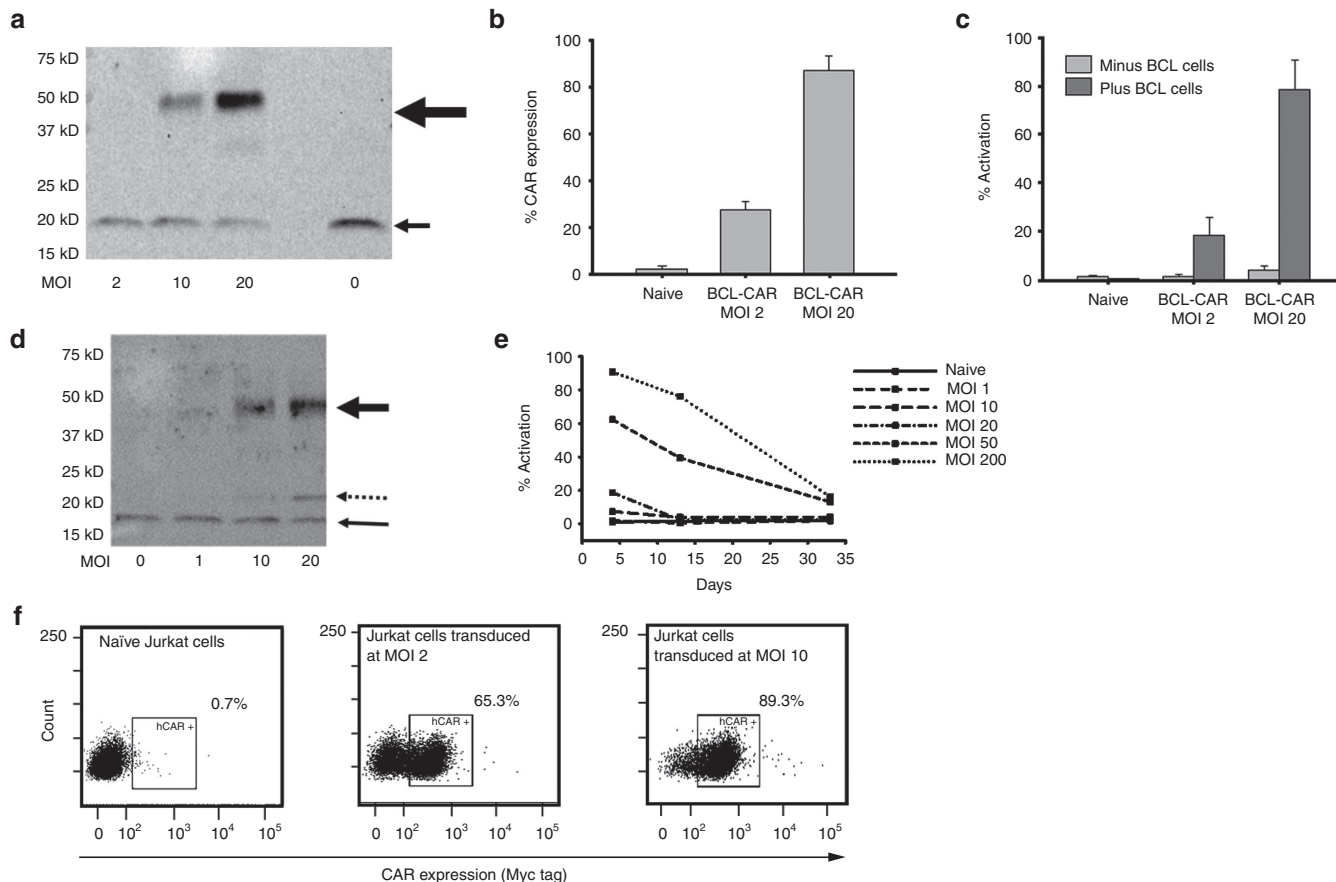 a
75 kD
50 kD
37 kD
25 kD
20 kD
15 kD
MOI 2 10 20 0
b
100
80
60
40
20
0
% CAR expression
Naive
BCL-CAR
MOI 2
BCL-CAR
MOI 20
c
100
80
60
40
20
0
% Activation
Minus BCL cells
Plus BCL cells
Naive
BCL-CAR
MOI 2
BCL-CAR
MOI 20
d
75 kD
50 kD
37 kD
25 kD
20 kD
15 kD
MOI 0 1 10 20
e
100
80
60
40
20
0
% Activation
0 5 10 15 20 25 30 35
Days
Naive
MOI 1
MOI 10
MOI 20
MOI 50
MOI 200
f
250
Count
Naïve Jurkat cells
0.7%
hCAR +
0 10² 10³ 10⁴ 10⁵
250
Jurkat cells transduced
at MOI 2
65.3%
hCAR +
0 10² 10³ 10⁴ 10⁵
250
Jurkat cells
transduced at MOI 10
89.3%
hCAR +
0 10² 10³ 10⁴ 10⁵
CAR expression (Myc tag)